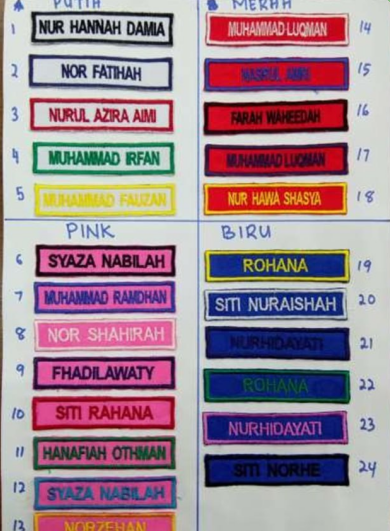 A PUTIH
1 NUR HANNAH DAMIA
2 NOR FATIHAH
3 NURUL AZIRA AIMI
4 MUHAMMAD IRFAN
5 MUHAMMAD FAUZAN
B MERAH
MUHAMMAD LUQMAN 14
NASRUL AMRI 15
FARAH WAHEEDAH 16
MUHAMMAD LUQMAN 17
NUR HAWA SHASYA 18
PINK
6 SYAZA NABILAH
7 MUHAMMAD RAMDHAN
8 NOR SHAHIRAH
9 FHADILAWATY
10 SITI RAHANA
11 HANAFIAH OTHMAN
12 SYAZA NABILAH
13 NORZEHAN
BIRU
ROHANA 19
SITI NURAISHAH 20
NURHIDAYATI 21
ROHANA 22
NURHIDAYATI 23
SITI NORHE 24